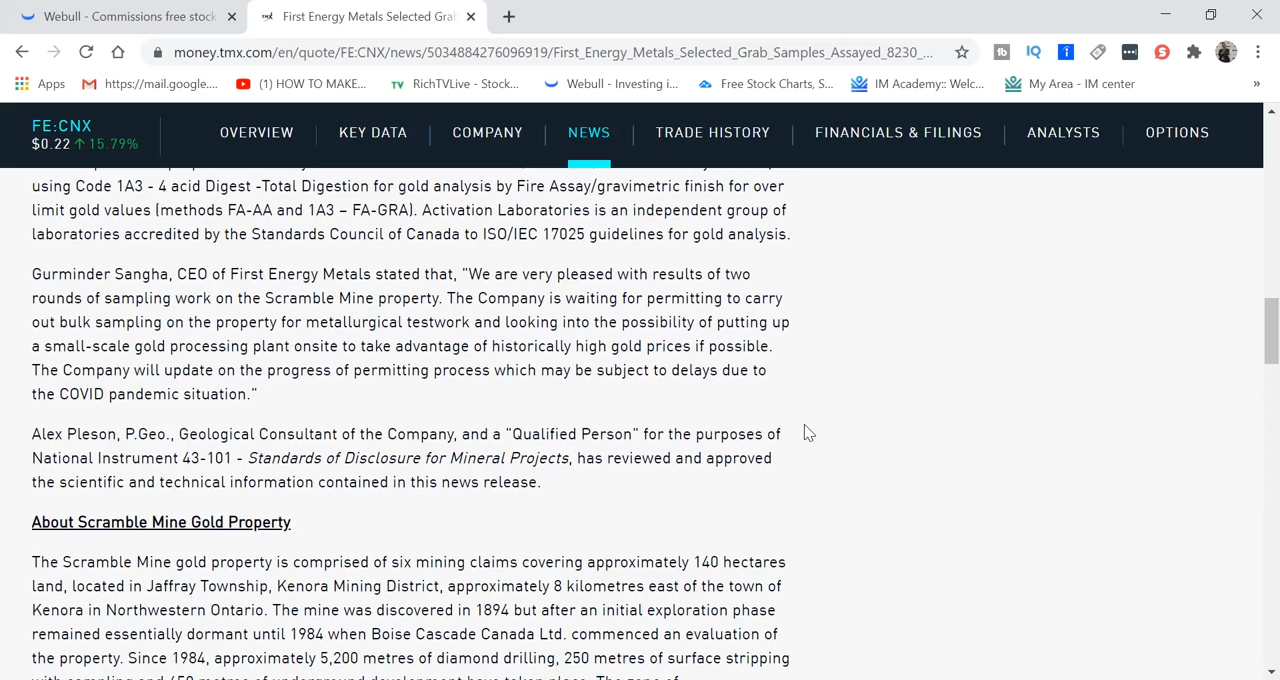 Webull - Commissions free stock
First Energy Metals Selected Gra
money.tmx.com/en/quote/FE:CNX/news/5034884276096919/First_Energy_Metals_Selected_Grab_Samples_Assayed_8230_...
Apps
https://mail.google....
(1) HOW TO MAKE...
RichTVLive - Stock...
Webull - Investing i...
Free Stock Charts, S...
IM Academy:: Welc...
My Area - IM center
»
FE:CNX
$0.22 ↑ 15.79%
OVERVIEW
KEY DATA
COMPANY
NEWS
TRADE HISTORY
FINANCIALS & FILINGS
ANALYSTS
OPTIONS
using Code 1A3 - 4 acid Digest -Total Digestion for gold analysis by Fire Assay/gravimetric finish for over
limit gold values (methods FA-AA and 1A3 – FA-GRA). Activation Laboratories is an independent group of
laboratories accredited by the Standards Council of Canada to ISO/IEC 17025 guidelines for gold analysis.
Gurminder Sangha, CEO of First Energy Metals stated that, "We are very pleased with results of two
rounds of sampling work on the Scramble Mine property. The Company is waiting for permitting to carry
out bulk sampling on the property for metallurgical testwork and looking into the possibility of putting up
a small-scale gold processing plant onsite to take advantage of historically high gold prices if possible.
The Company will update on the progress of permitting process which may be subject to delays due to
the COVID pandemic situation."
Alex Pleson, P.Geo., Geological Consultant of the Company, and a "Qualified Person" for the purposes of
National Instrument 43-101 - Standards of Disclosure for Mineral Projects, has reviewed and approved
the scientific and technical information contained in this news release.
About Scramble Mine Gold Property
The Scramble Mine gold property is comprised of six mining claims covering approximately 140 hectares
land, located in Jaffray Township, Kenora Mining District, approximately 8 kilometres east of the town of
Kenora in Northwestern Ontario. The mine was discovered in 1894 but after an initial exploration phase
remained essentially dormant until 1984 when Boise Cascade Canada Ltd. commenced an evaluation of
the property. Since 1984, approximately 5,200 metres of diamond drilling, 250 metres of surface stripping
with sampling and 450 metres of underground development have taken place. The zone of